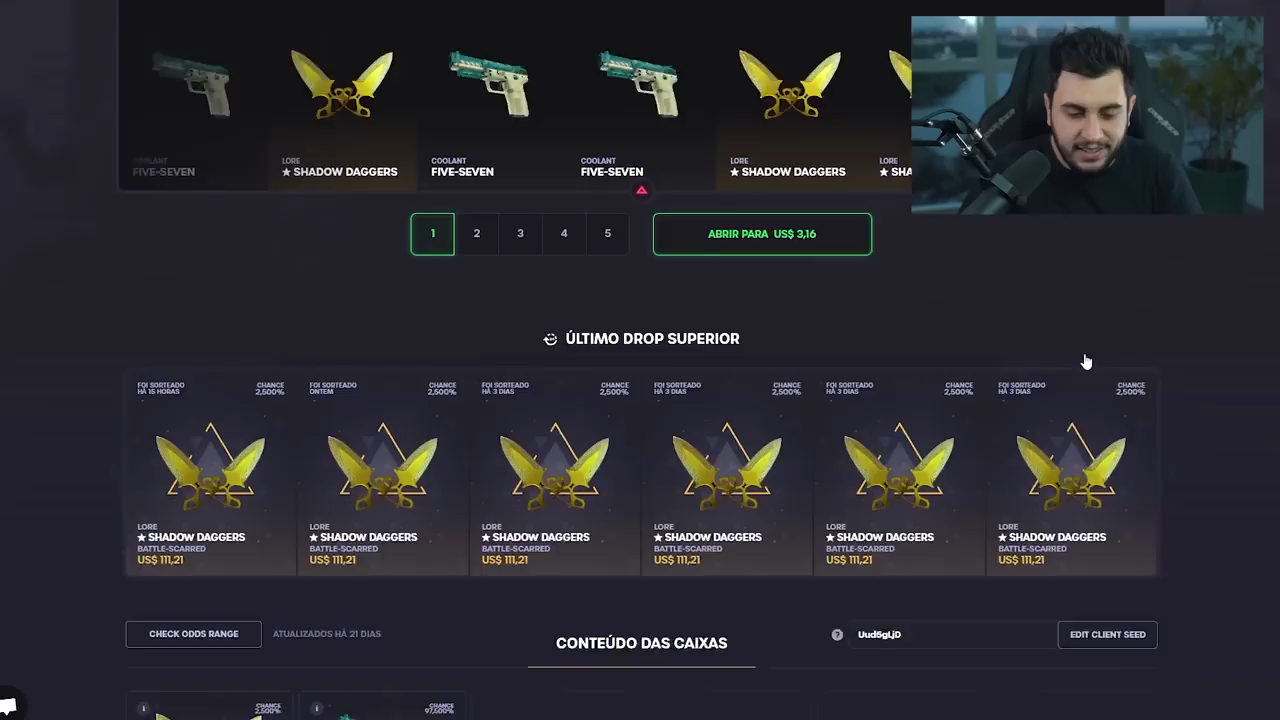 COOLANT
FIVE-SEVEN
LORE
★ SHADOW DAGGERS
COOLANT
FIVE-SEVEN
COOLANT
FIVE-SEVEN
LORE
★ SHADOW DAGGERS
LORE
★ SHA
1
2
3
4
5
ABRIR PARA US$ 3,16
ÚLTIMO DROP SUPERIOR
FOI SORTEADO
HÁ 15 HORAS
CHANCE
2,500%
LORE
★ SHADOW DAGGERS
BATTLE-SCARRED
US$ 111,21
FOI SORTEADO
ONTEM
CHANCE
2,500%
LORE
★ SHADOW DAGGERS
BATTLE-SCARRED
US$ 111,21
FOI SORTEADO
HÁ 3 DIAS
CHANCE
2,500%
LORE
★ SHADOW DAGGERS
BATTLE-SCARRED
US$ 111,21
FOI SORTEADO
HÁ 3 DIAS
CHANCE
2,500%
LORE
★ SHADOW DAGGERS
BATTLE-SCARRED
US$ 111,21
FOI SORTEADO
HÁ 3 DIAS
CHANCE
2,500%
LORE
★ SHADOW DAGGERS
BATTLE-SCARRED
US$ 111,21
FOI SORTEADO
HÁ 3 DIAS
CHANCE
2,500%
LORE
★ SHADOW DAGGERS
BATTLE-SCARRED
US$ 111,21
CHECK ODDS RANGE
ATUALIZADOS HÁ 21 DIAS
CONTEÚDO DAS CAIXAS
?
Uud5gLjD
EDIT CLIENT SEED
i
CHANCE
2,500%
i
CHANCE
97,500%